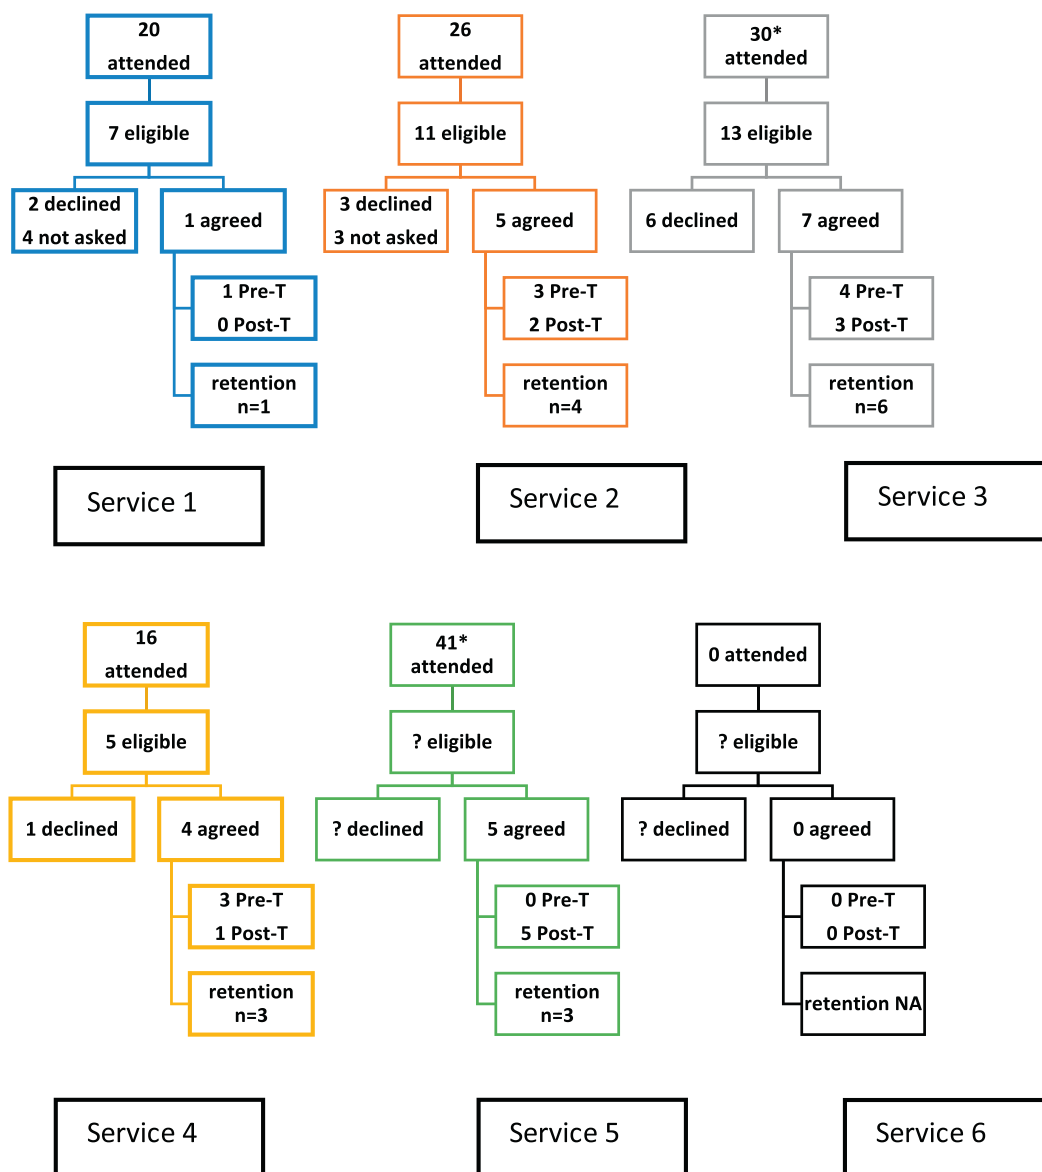 20
attended
7 eligible
2 declined
4 not asked
1 agreed
1 Pre-T
0 Post-T
retention
n=1
26
attended
11 eligible
3 declined
3 not asked
5 agreed
3 Pre-T
2 Post-T
retention
n=4
30*
attended
13 eligible
6 declined
7 agreed
4 Pre-T
3 Post-T
retention
n=6
Service 1
Service 2
Service 3
16
attended
5 eligible
1 declined
4 agreed
3 Pre-T
1 Post-T
retention
n=3
41*
attended
? eligible
? declined
5 agreed
0 Pre-T
5 Post-T
retention
n=3
0 attended
? eligible
? declined
0 agreed
0 Pre-T
0 Post-T
retention NA
Service 4
Service 5
Service 6